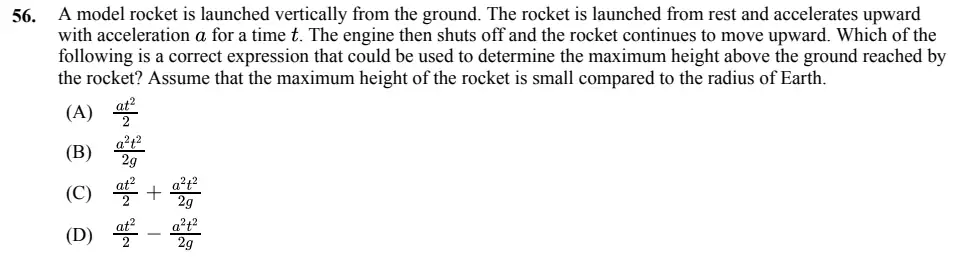 56. A model rocket is launched vertically from the ground. The rocket is launched from rest and accelerates upward
with acceleration a for a time t. The engine then shuts off and the rocket continues to move upward. Which of the
following is a correct expression that could be used to determine the maximum height above the ground reached by
the rocket? Assume that the maximum height of the rocket is small compared to the radius of Earth.
(A) at²/2
(B) a²t²/2g
(C) at²/2 + a²t²/2g
(D) at²/2 − a²t²/2g